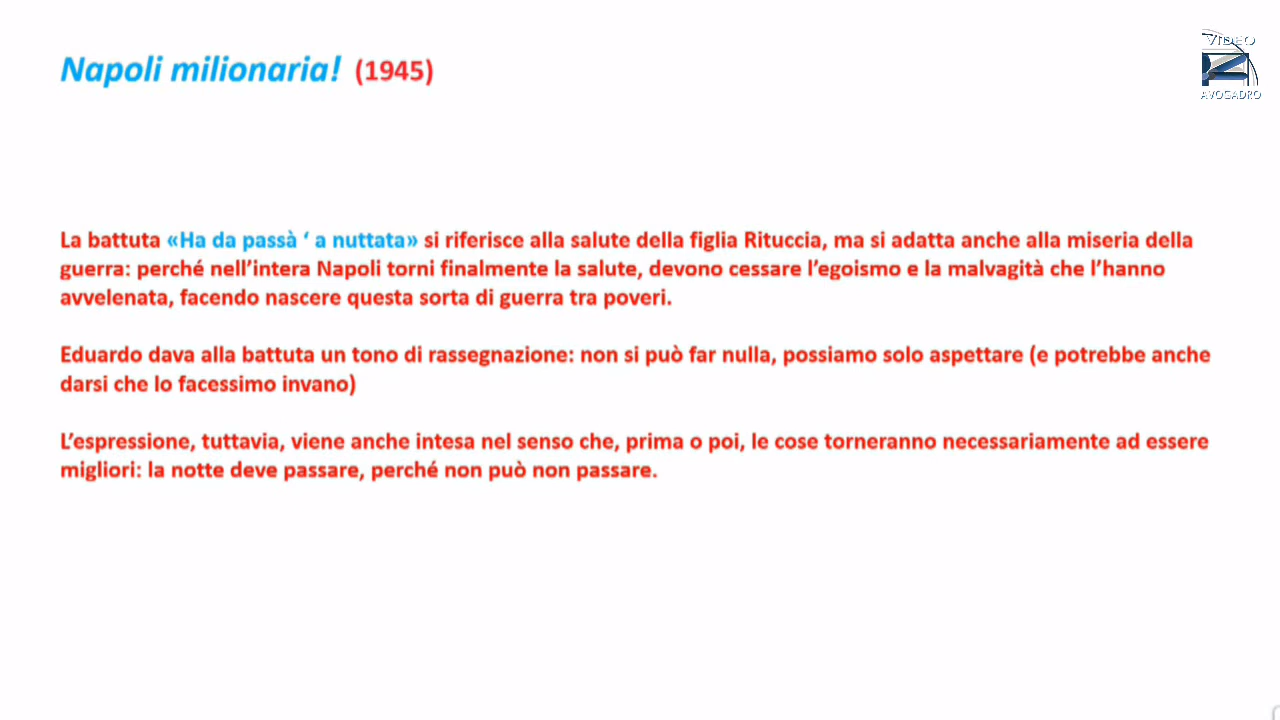 Napoli milionaria! (1945)
VIDEO
AVOGADRO
La battuta «Ha da passà ‘ a nuttata» si riferisce alla salute della figlia Rituccia, ma si adatta anche alla miseria della
guerra: perché nell’intera Napoli torni finalmente la salute, devono cessare l’egoismo e la malvagità che l’hanno
avvelenata, facendo nascere questa sorta di guerra tra poveri.
Eduardo dava alla battuta un tono di rassegnazione: non si può far nulla, possiamo solo aspettare (e potrebbe anche
darsi che lo facessimo invano)
L’espressione, tuttavia, viene anche intesa nel senso che, prima o poi, le cose torneranno necessariamente ad essere
migliori: la notte deve passare, perché non può non passare.